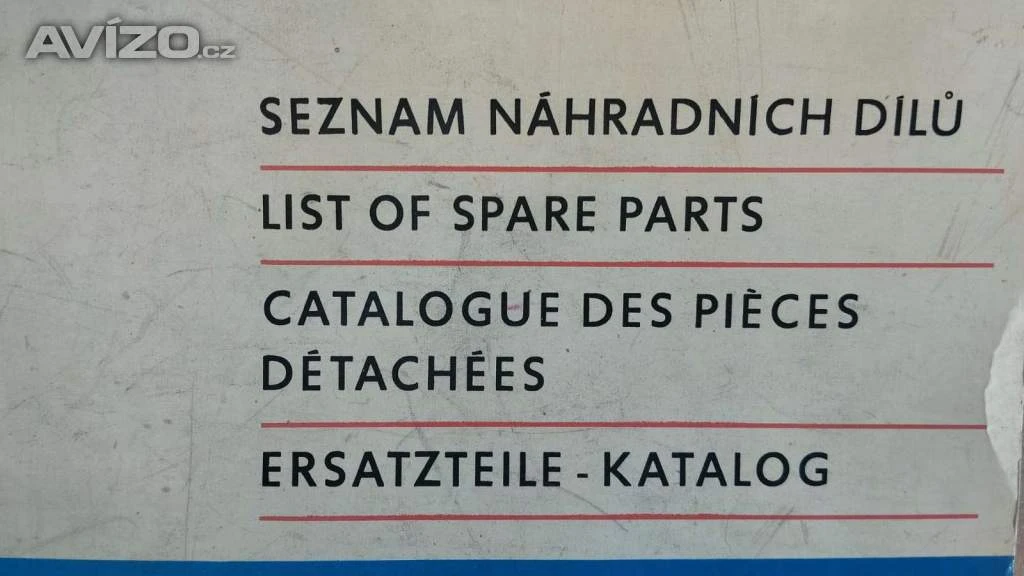 AVÍZO.cz
SEZNAM NÁHRADNÍCH DÍLŮ
LIST OF SPARE PARTS
CATALOGUE DES PIÈCES
DÉTACHÉES
ERSATZTEILE - KATALOG